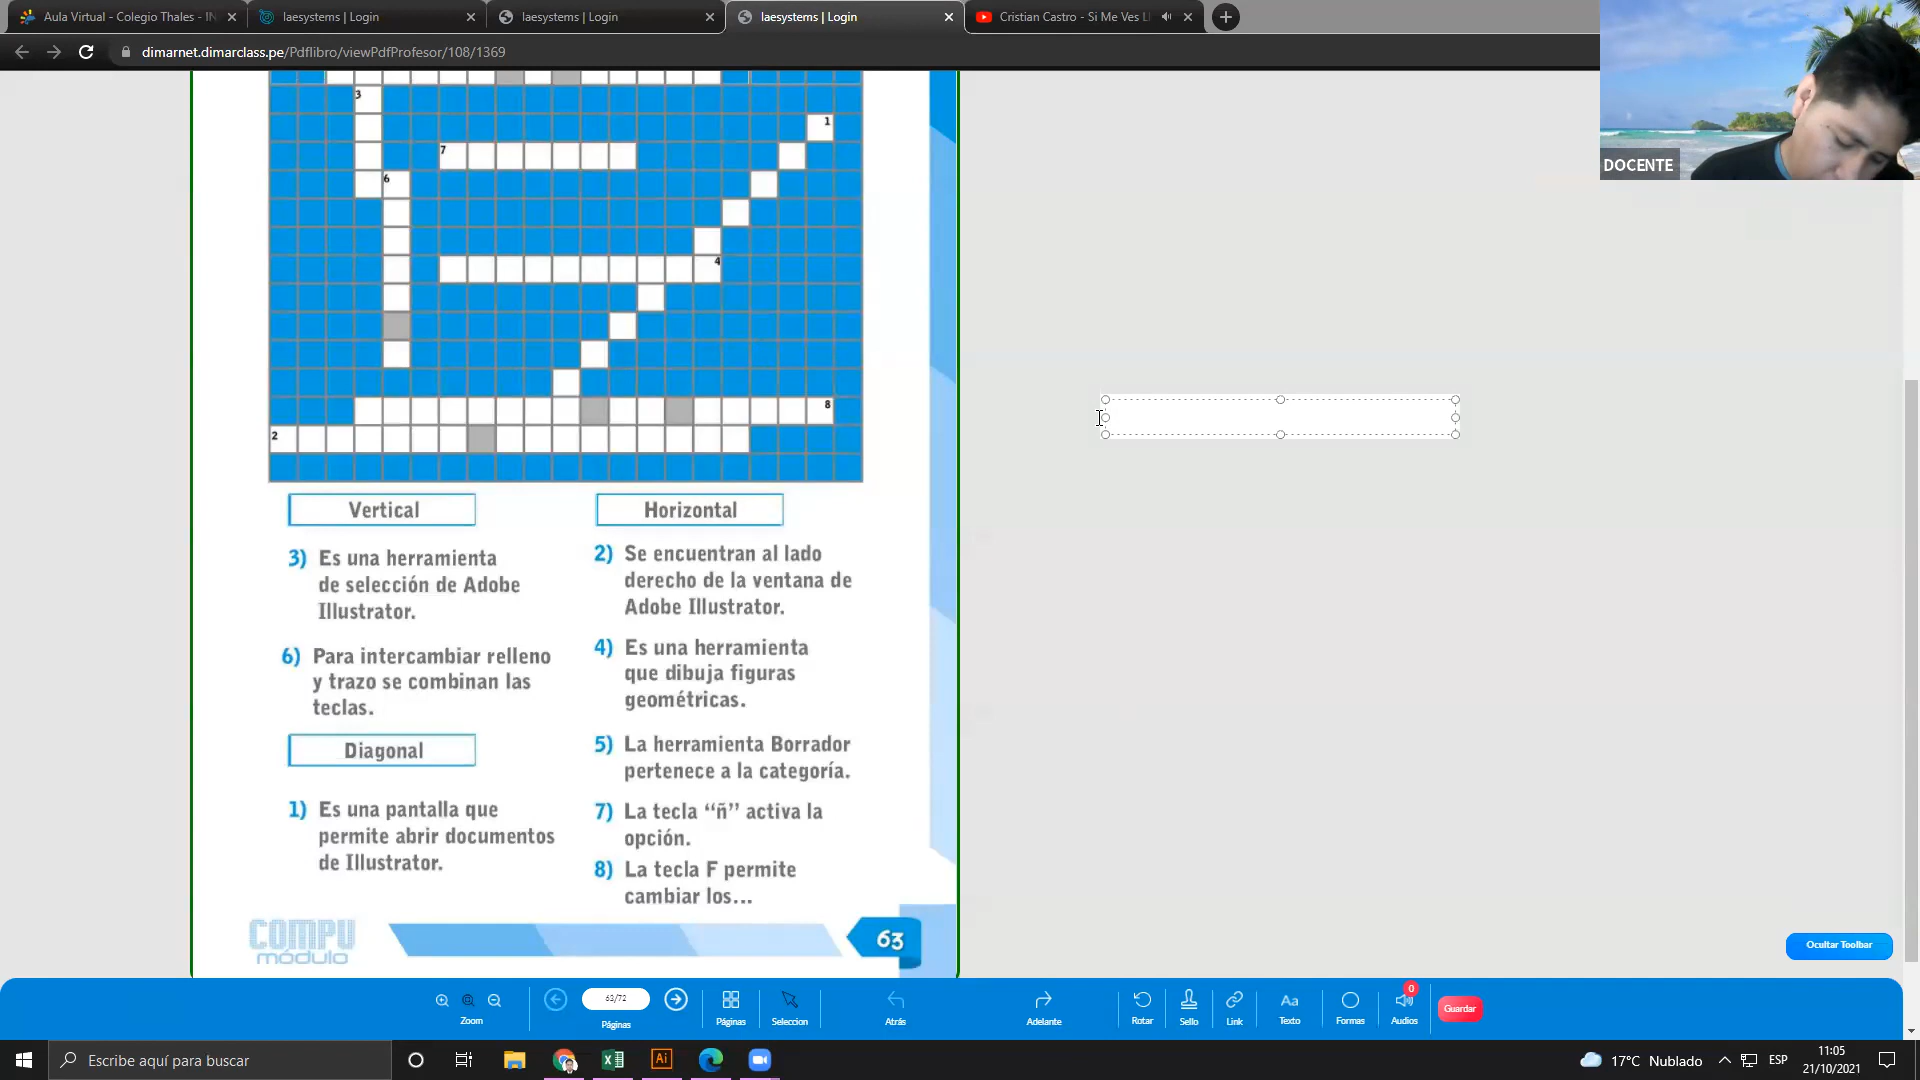 Aula Virtual - Colegio Thales - IN
laesystems | Login
laesystems | Login
laesystems | Login
Cristian Castro - Si Me Ves Ll
dimarnet.dimarclass.pe/Pdflibro/viewPdfProfesor/108/1369
DOCENTE
3
1
7
6
4
8
2
Vertical
3) Es una herramienta
de selección de Adobe
Illustrator.
6) Para intercambiar relleno
y trazo se combinan las
teclas.
Diagonal
1) Es una pantalla que
permite abrir documentos
de Illustrator.
Horizontal
2) Se encuentran al lado
derecho de la ventana de
Adobe Illustrator.
4) Es una herramienta
que dibuja figuras
geométricas.
5) La herramienta Borrador
pertenece a la categoría.
7) La tecla “ñ” activa la
opción.
8) La tecla F permite
cambiar los...
COMPU
módulo
63
Ocultar Toolbar
Zoom
63/72
Páginas
Páginas
Seleccion
Atrás
Adelante
Rotar
Sello
Link
Aa
Texto
Formas
0
Audios
Guardar
Escribe aquí para buscar
Ai
17°C Nublado
ESP
11:05
21/10/2021